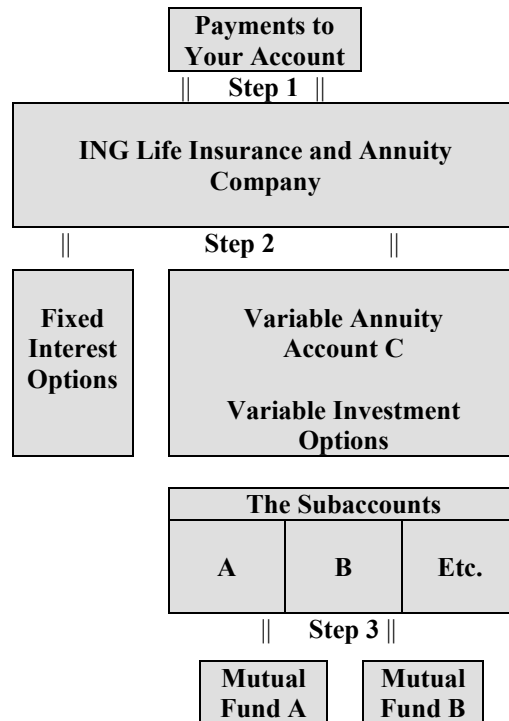 Payments to
Your Account
|| Step 1 ||
ING Life Insurance and Annuity
Company
|| Step 2 ||
Fixed
Interest
Options
Variable Annuity
Account C
Variable Investment
Options
The Subaccounts
A B Etc.
|| Step 3 ||
Mutual
Fund A
Mutual
Fund B